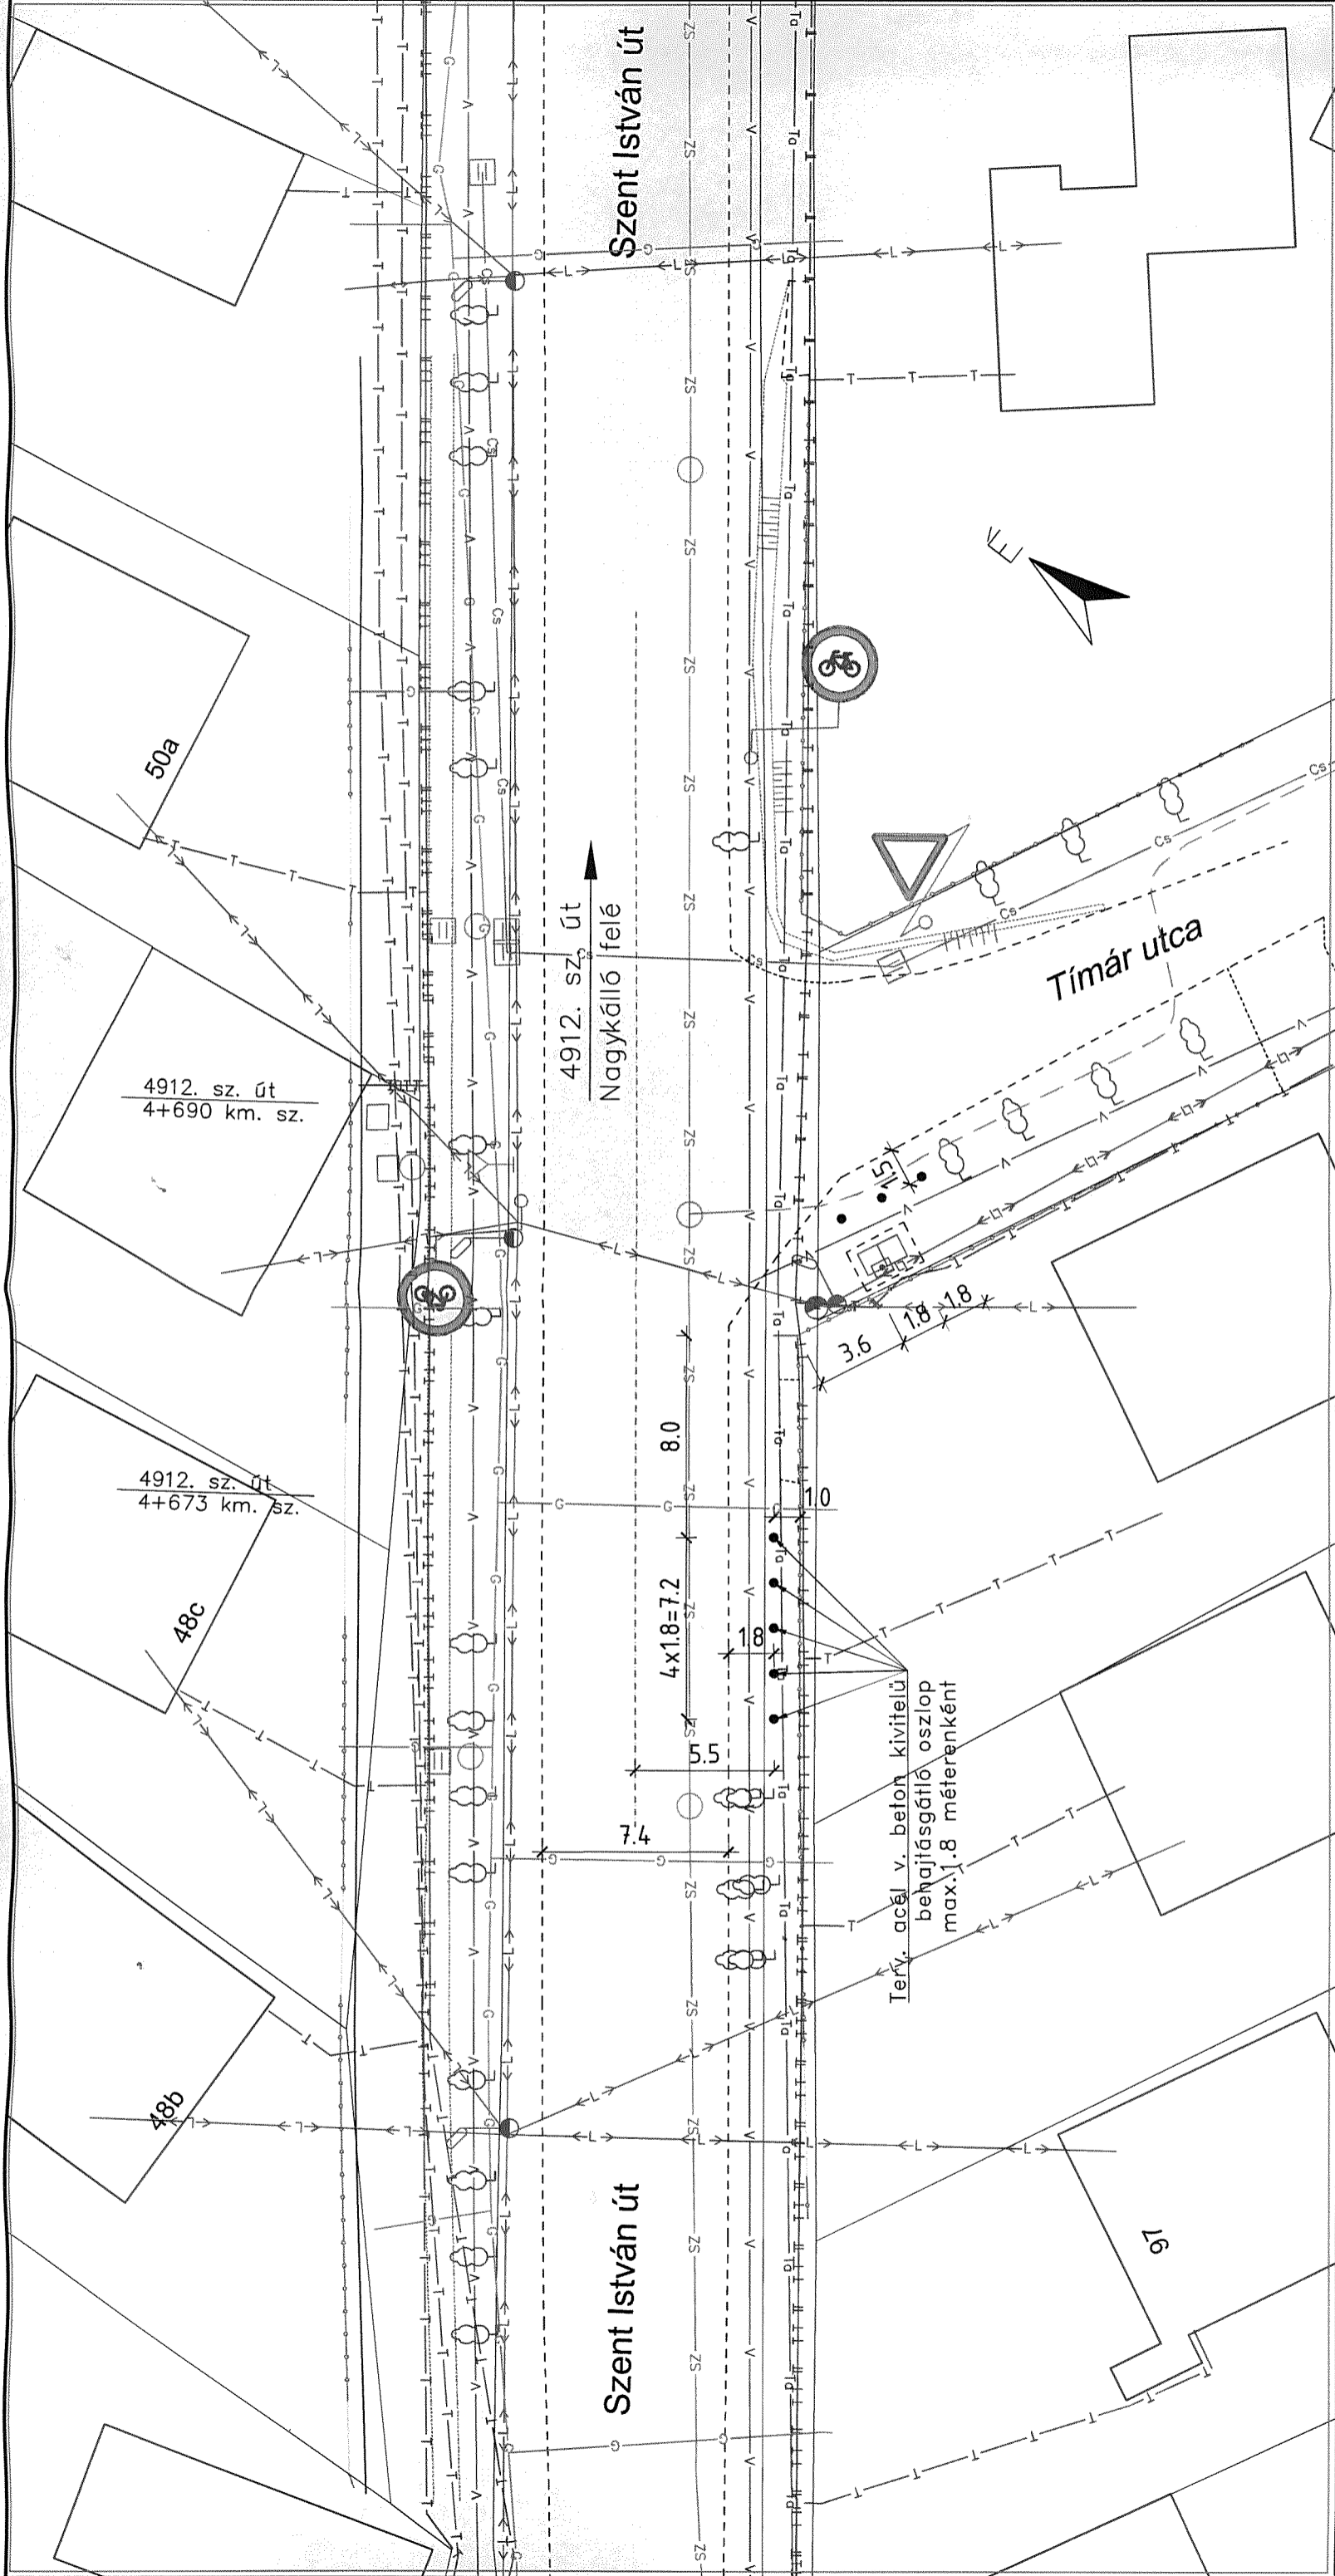 Szent István út
50a
4912. sz. út
Nagykálló felé
É
Tímár utca
4912. sz. út
4+690 km. sz.
1.5
3.6
1.8
1.8
8.0
4912. sz. út
4+673 km. sz.
1.0
48c
4x1.8=7.2
1.8
Terv. acél v. beton kivitelű
behajtásgátló oszlop
max.1.8 méterenként
5.5
7.4
48b
Szent István út
97